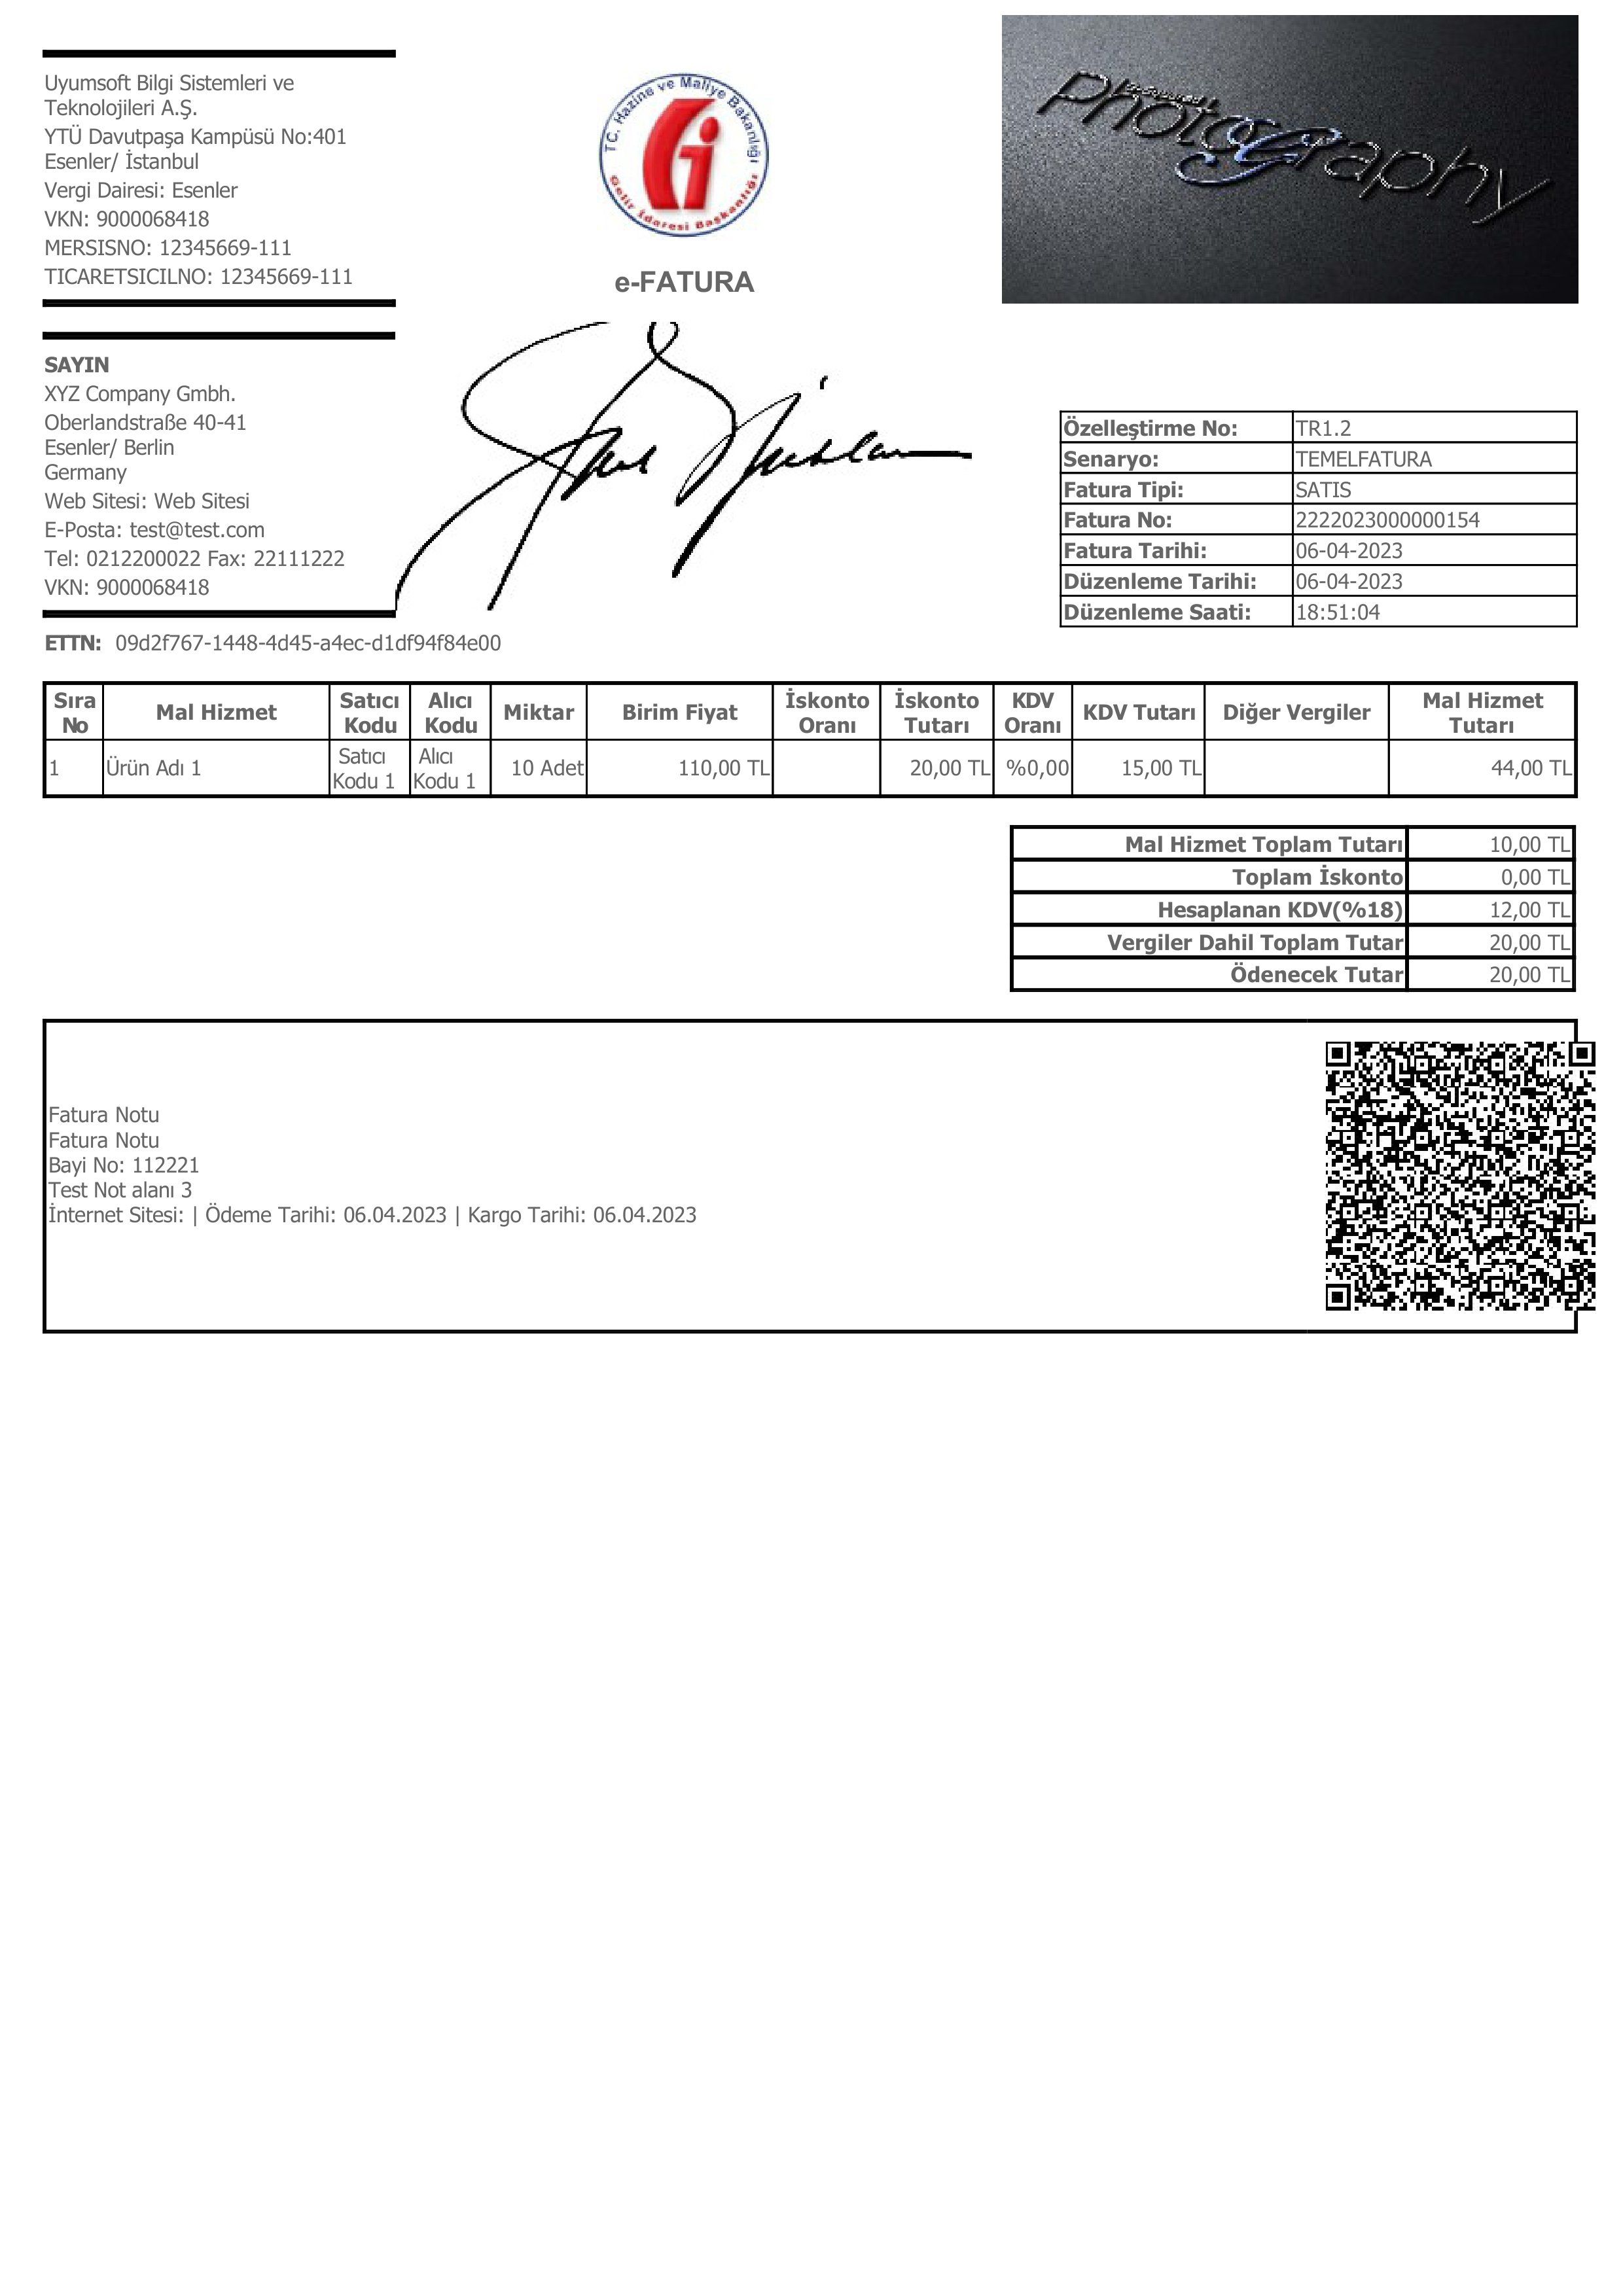 Uyumsoft Bilgi Sistemleri ve
Teknolojileri A.Ş.
YTÜ Davutpaşa Kampüsü No:401
Esenler/ İstanbul
Vergi Dairesi: Esenler
VKN: 9000068418
MERSISNO: 12345669-111
TICARETSICILNO: 12345669-111
T.C. Hazine ve Maliye Bakanlığı
Gelir İdaresi Başkanlığı
e-FATURA
photography
SAYIN
XYZ Company Gmbh.
Oberlandstraße 40-41
Esenler/ Berlin
Germany
Web Sitesi: Web Sitesi
E-Posta: test@test.com
Tel: 0212200022 Fax: 22111222
VKN: 9000068418
Özelleştirme No: TR1.2
Senaryo: TEMELFATURA
Fatura Tipi: SATIS
Fatura No: 2222023000000154
Fatura Tarihi: 06-04-2023
Düzenleme Tarihi: 06-04-2023
Düzenleme Saati: 18:51:04
ETTN: 09d2f767-1448-4d45-a4ec-d1df94f84e00
Sıra No Mal Hizmet Satıcı Kodu Alıcı Kodu Miktar Birim Fiyat İskonto Oranı İskonto Tutarı KDV Oranı KDV Tutarı Diğer Vergiler Mal Hizmet Tutarı
1 Ürün Adı 1 Satıcı Kodu 1 Alıcı Kodu 1 10 Adet 110,00 TL 20,00 TL %0,00 15,00 TL 44,00 TL
Mal Hizmet Toplam Tutarı 10,00 TL
Toplam İskonto 0,00 TL
Hesaplanan KDV(%18) 12,00 TL
Vergiler Dahil Toplam Tutar 20,00 TL
Ödenecek Tutar 20,00 TL
Fatura Notu
Fatura Notu
Bayi No: 112221
Test Not alanı 3
İnternet Sitesi: | Ödeme Tarihi: 06.04.2023 | Kargo Tarihi: 06.04.2023